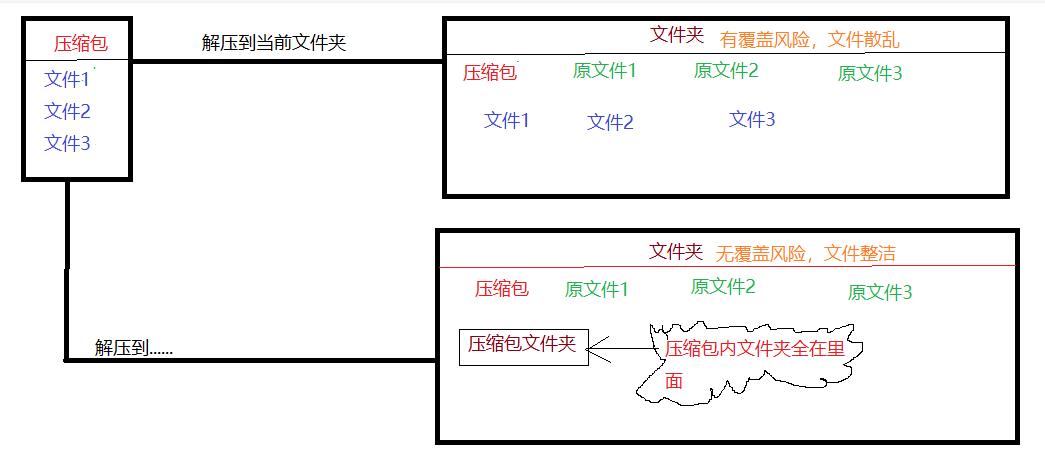 压缩包
文件1
文件2
文件3
解压到当前文件夹
文件夹 有覆盖风险，文件散乱
压缩包 原文件1 原文件2 原文件3
文件1 文件2 文件3
解压到......
文件夹 无覆盖风险，文件整洁
压缩包 原文件1 原文件2 原文件3
压缩包文件夹
压缩包内文件夹全在里
面